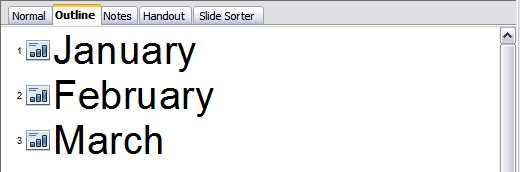 Normal Outline Notes Handout Slide Sorter
1 January
2 February
3 March